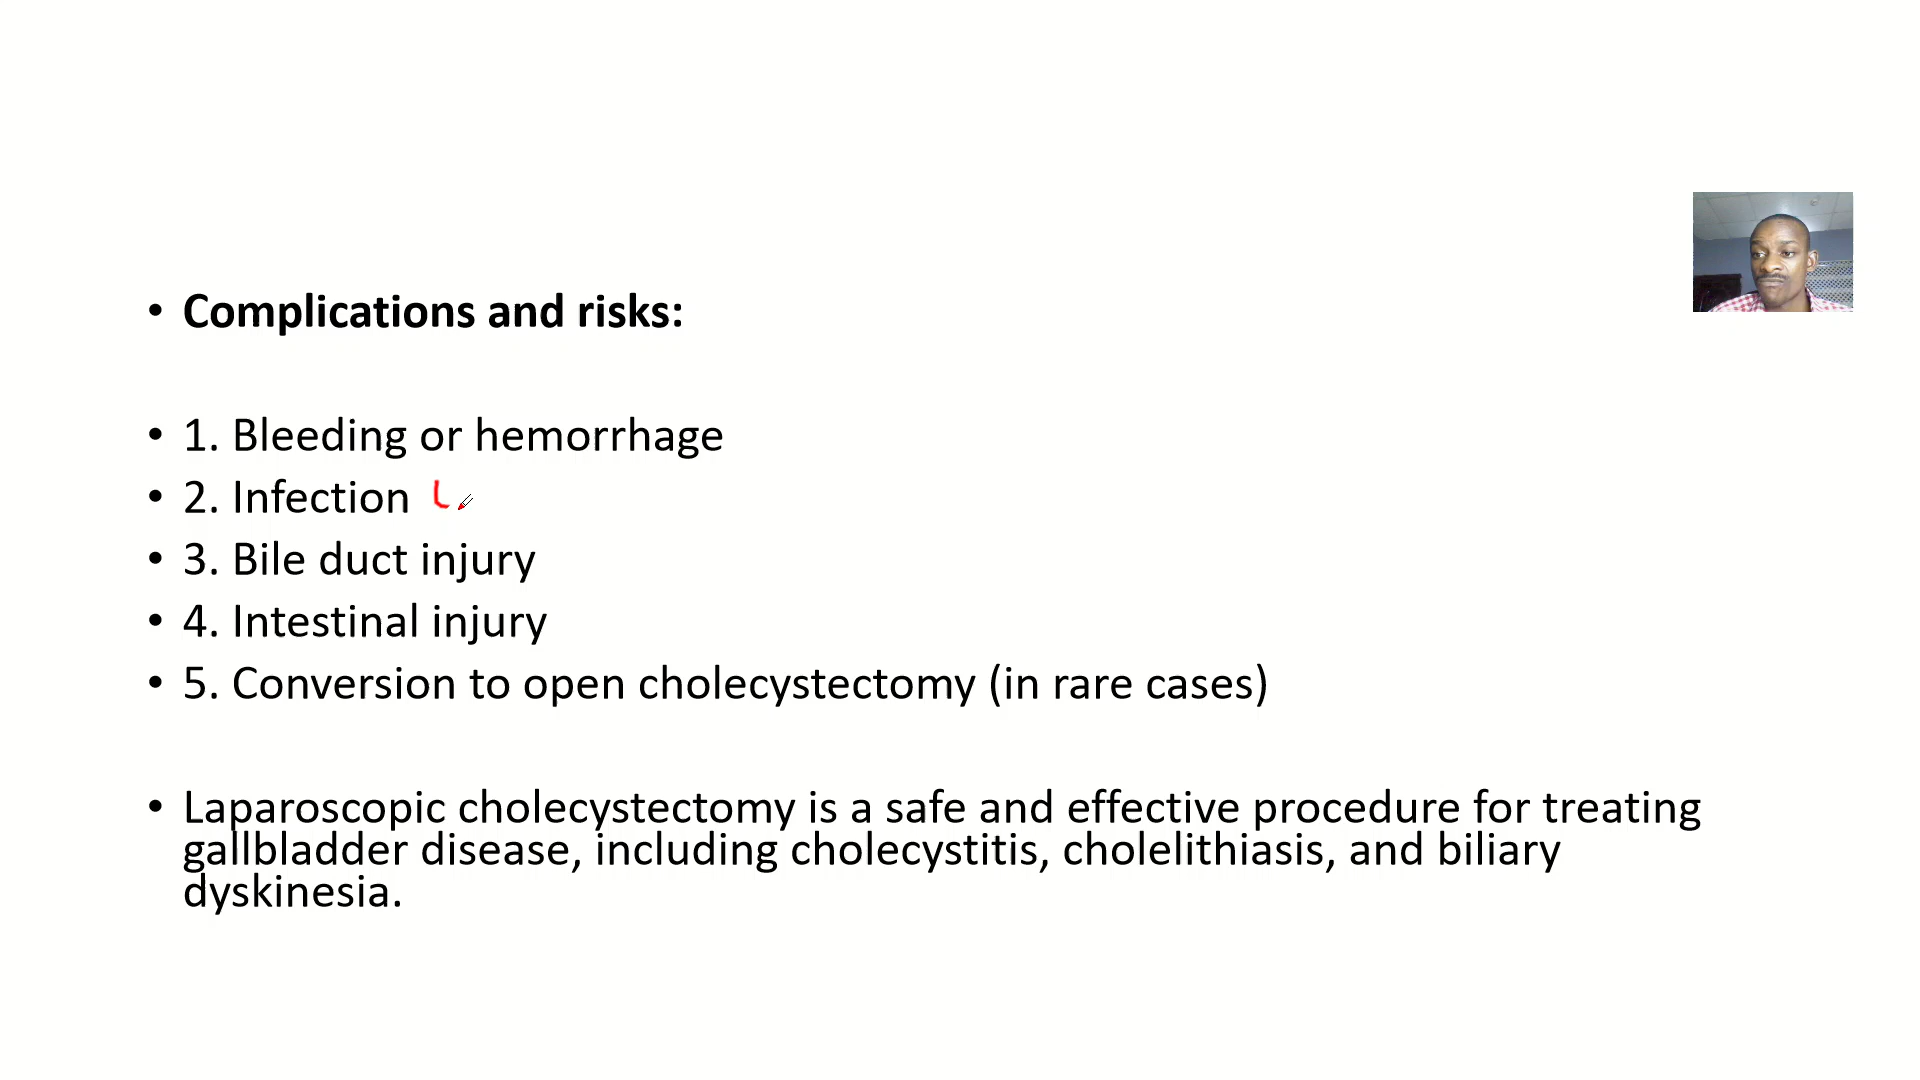 • Complications and risks:
• 1. Bleeding or hemorrhage
• 2. Infection
• 3. Bile duct injury
• 4. Intestinal injury
• 5. Conversion to open cholecystectomy (in rare cases)
• Laparoscopic cholecystectomy is a safe and effective procedure for treating
gallbladder disease, including cholecystitis, cholelithiasis, and biliary
dyskinesia.